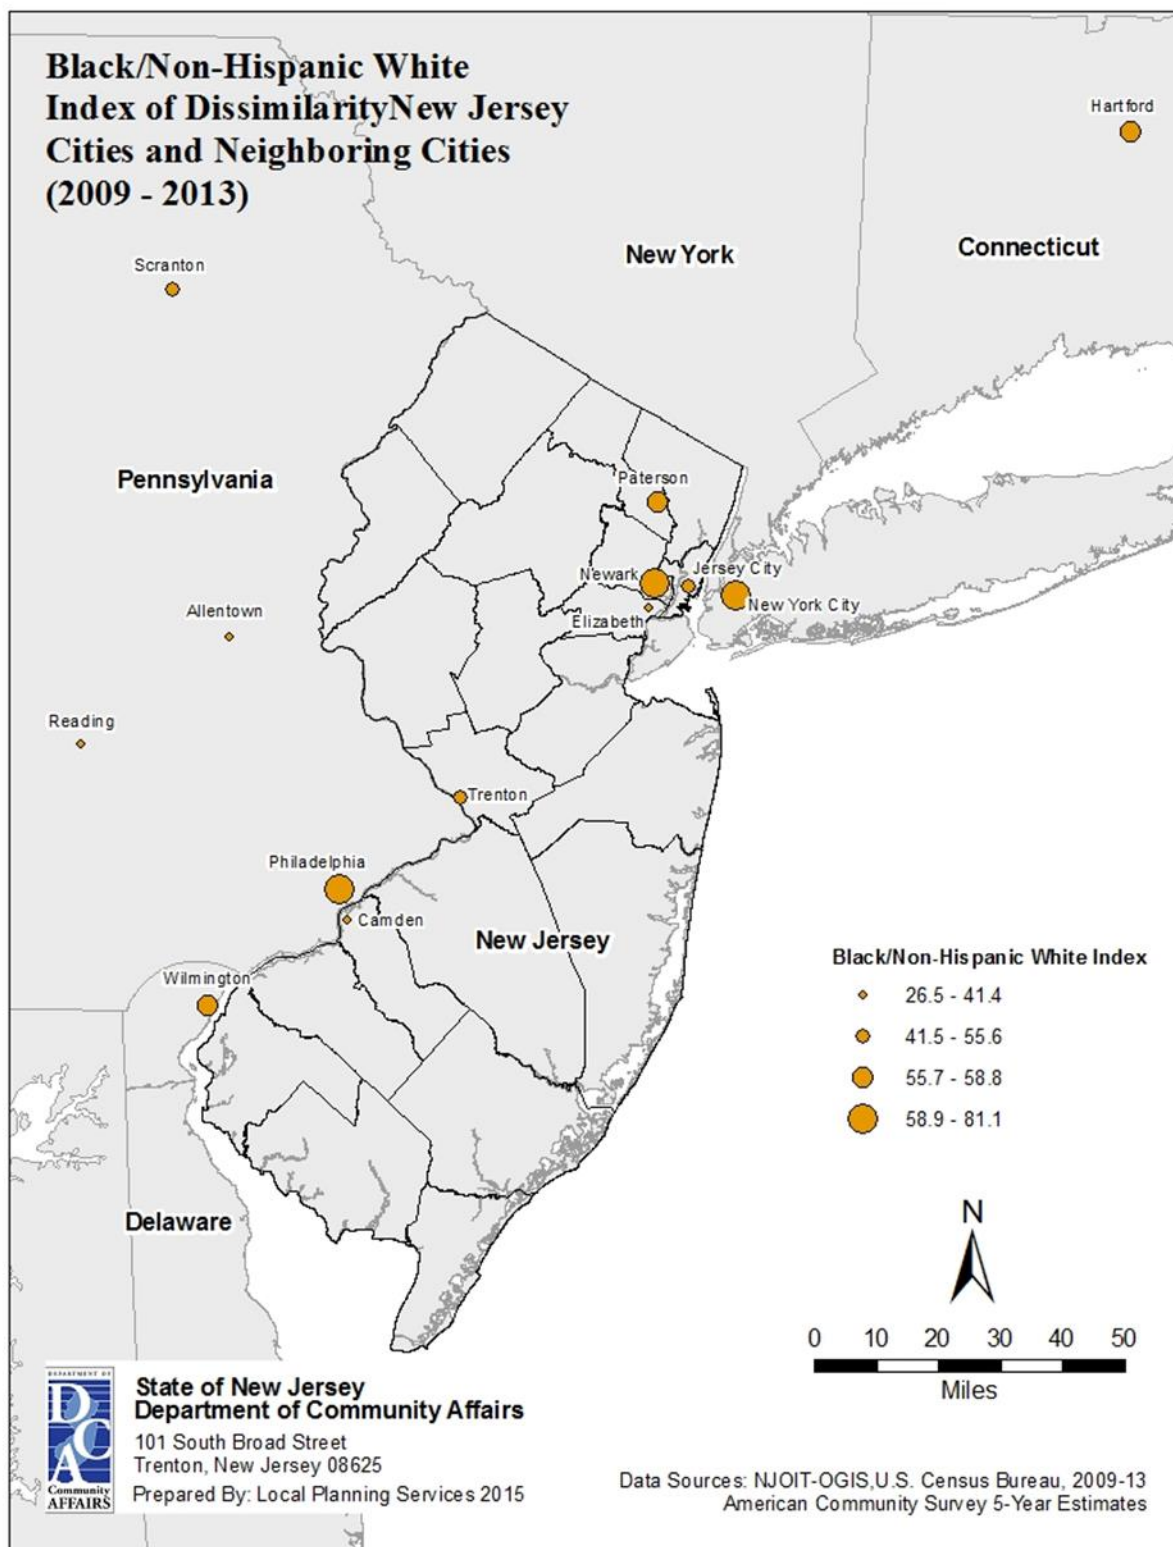 Black/Non-Hispanic White
Index of DissimilarityNew Jersey
Cities and Neighboring Cities
(2009 - 2013)
Hartford
New York
Connecticut
Scranton
Pennsylvania
Paterson
Newark
Jersey City
New York City
Elizabeth
Allentown
Reading
Trenton
Philadelphia
Camden
New Jersey
Wilmington
Black/Non-Hispanic White Index
26.5 - 41.4
41.5 - 55.6
55.7 - 58.8
58.9 - 81.1
Delaware
N
0 10 20 30 40 50
Miles
DEPARTMENT OF
DCA
Community
AFFAIRS
State of New Jersey
Department of Community Affairs
101 South Broad Street
Trenton, New Jersey 08625
Prepared By: Local Planning Services 2015
Data Sources: NJOIT-OGIS,U.S. Census Bureau, 2009-13
American Community Survey 5-Year Estimates